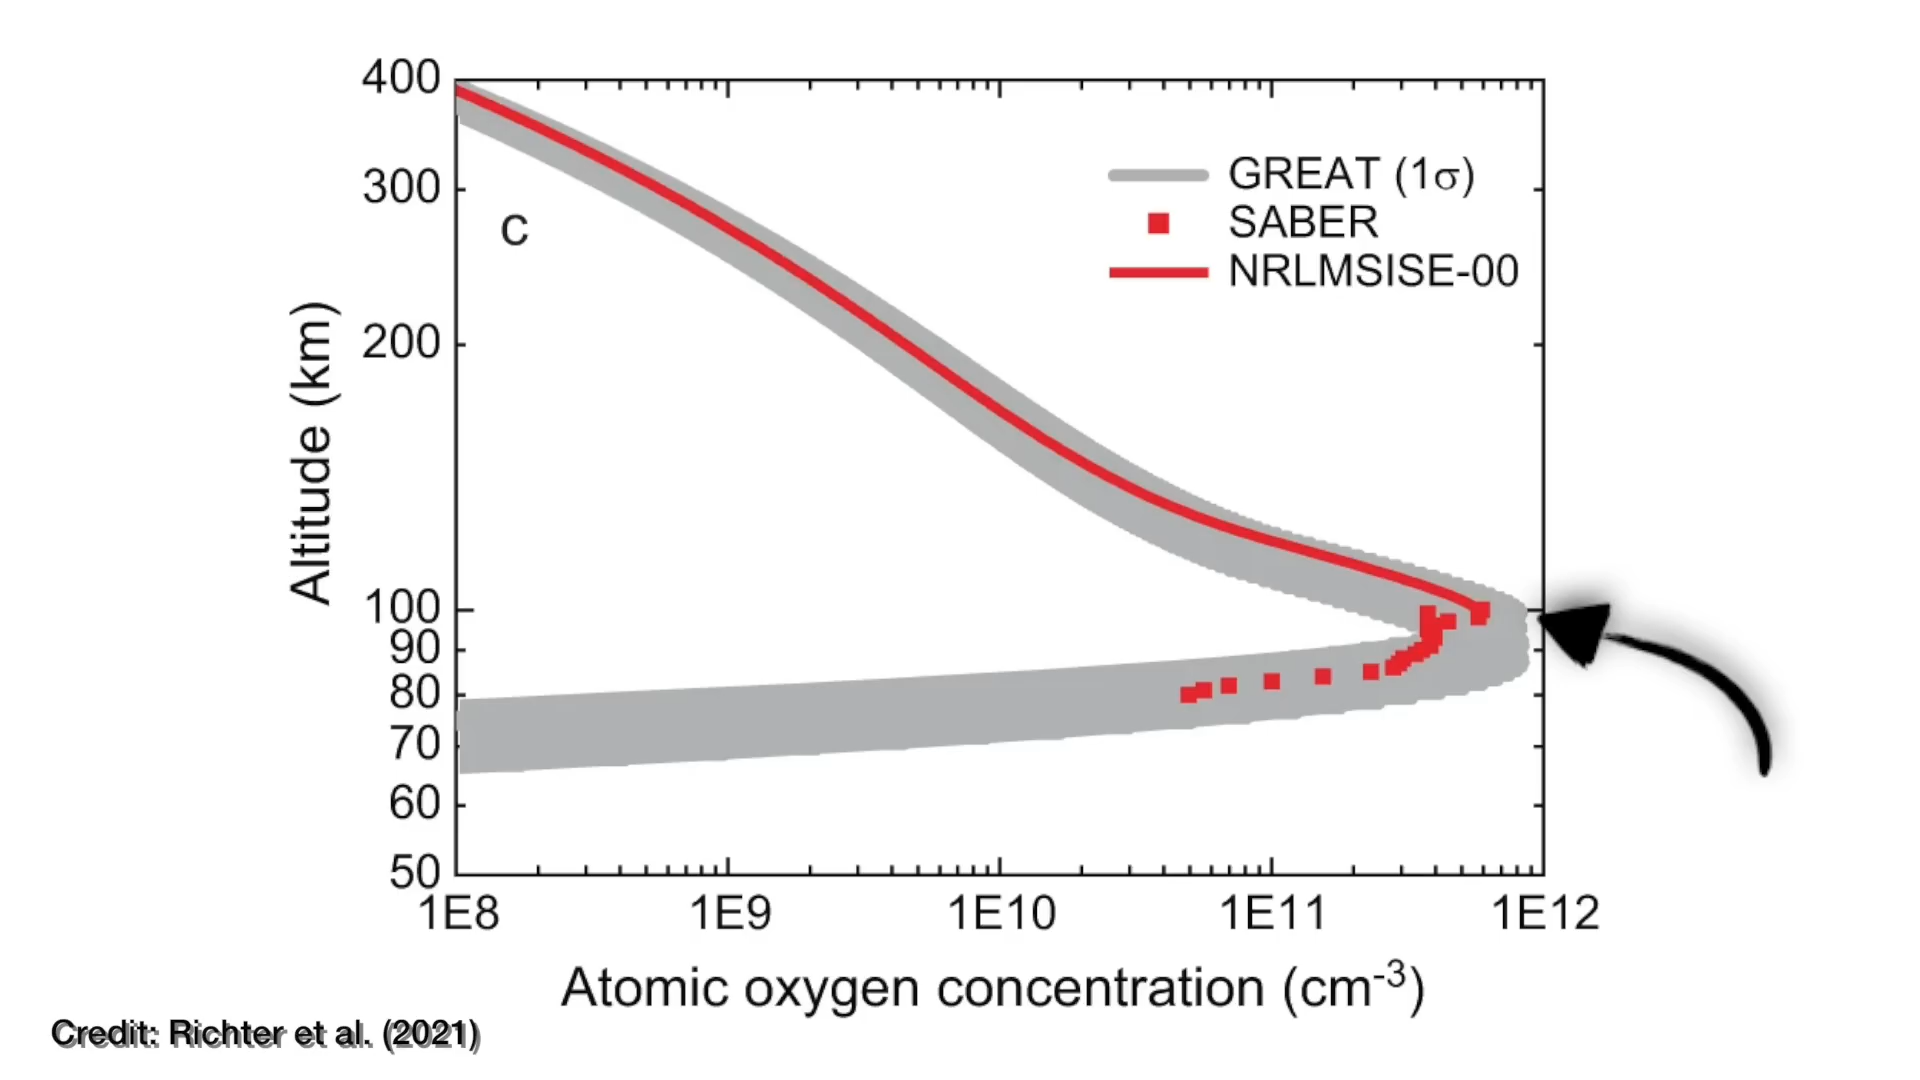 400
300
200
100
90
80
70
60
50
Altitude (km)
c
GREAT (1σ)
SABER
NRLMSISE-00
1E8 1E9 1E10 1E11 1E12
Atomic oxygen concentration (cm⁻³)
Credit: Richter et al. (2021)